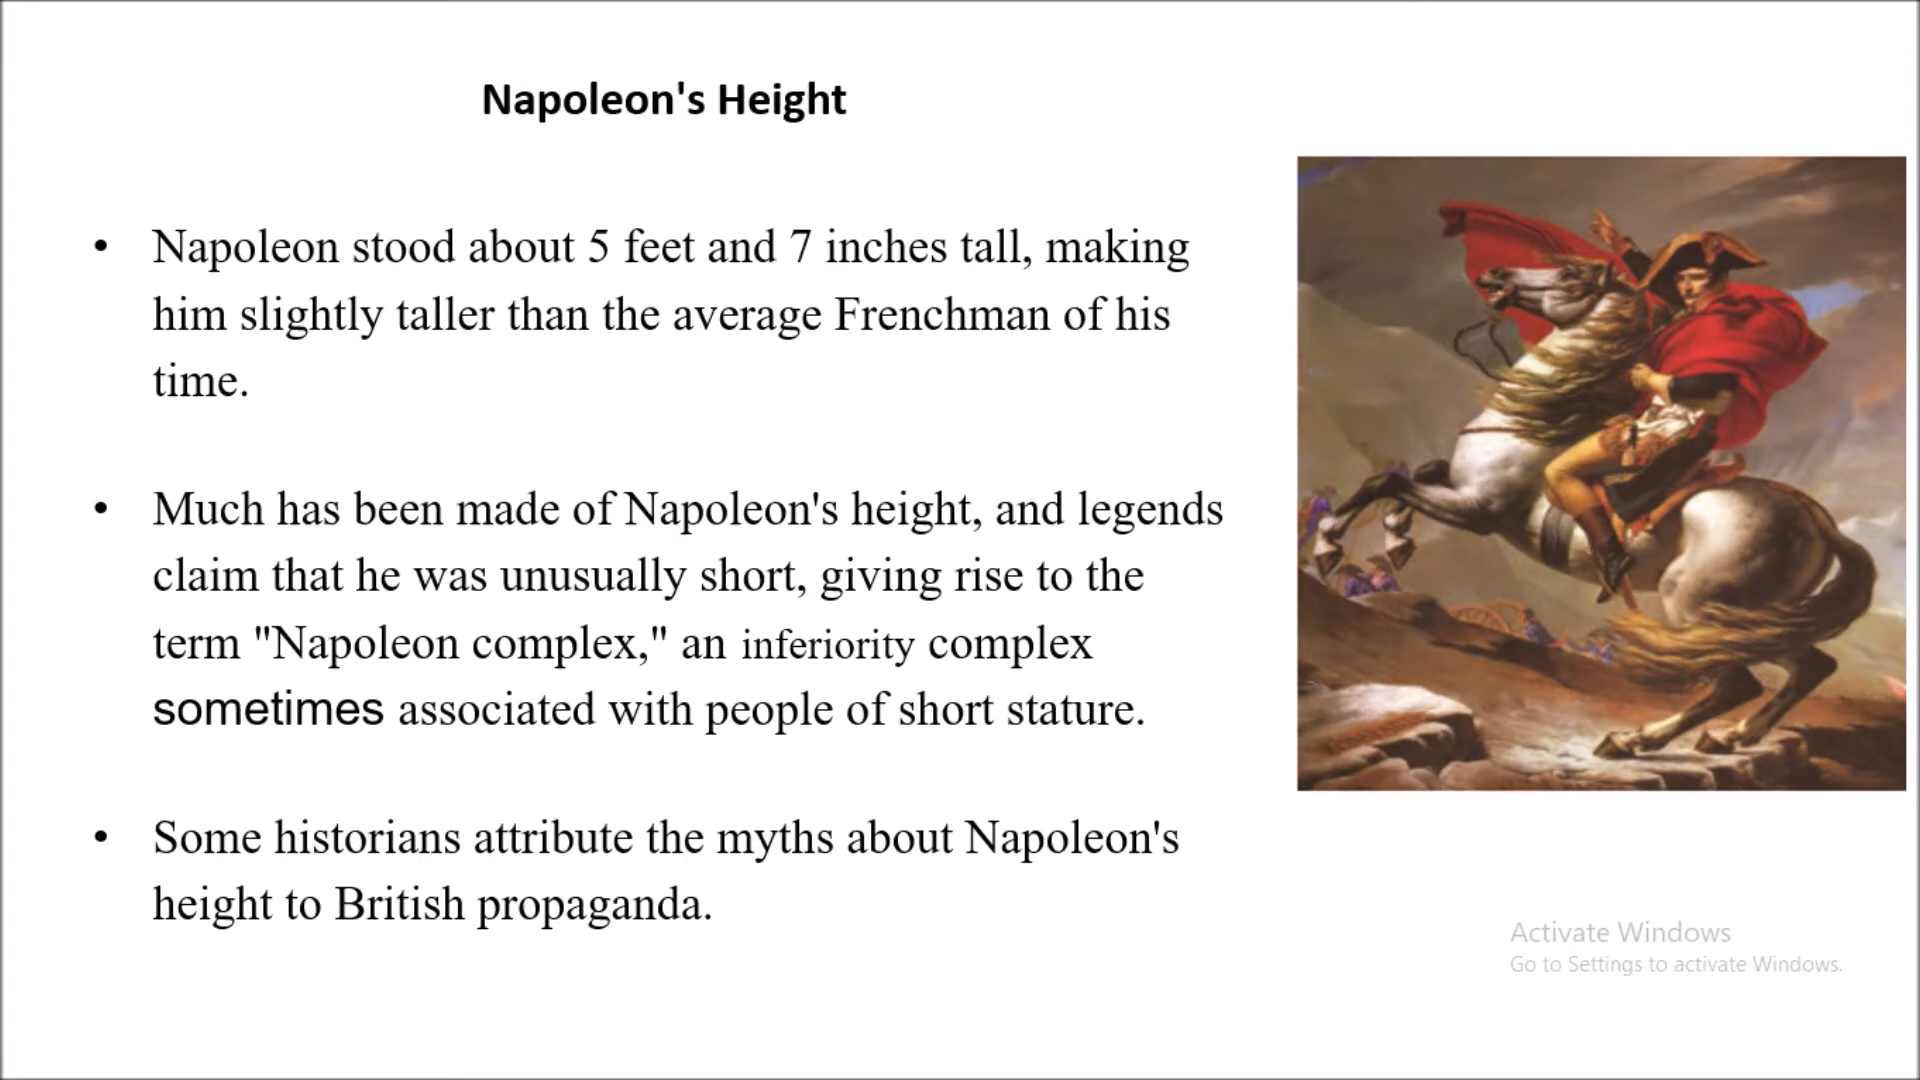 Napoleon's Height
• Napoleon stood about 5 feet and 7 inches tall, making
him slightly taller than the average Frenchman of his
time.
• Much has been made of Napoleon's height, and legends
claim that he was unusually short, giving rise to the
term "Napoleon complex," an inferiority complex
sometimes associated with people of short stature.
• Some historians attribute the myths about Napoleon's
height to British propaganda.
Activate Windows
Go to Settings to activate Windows.